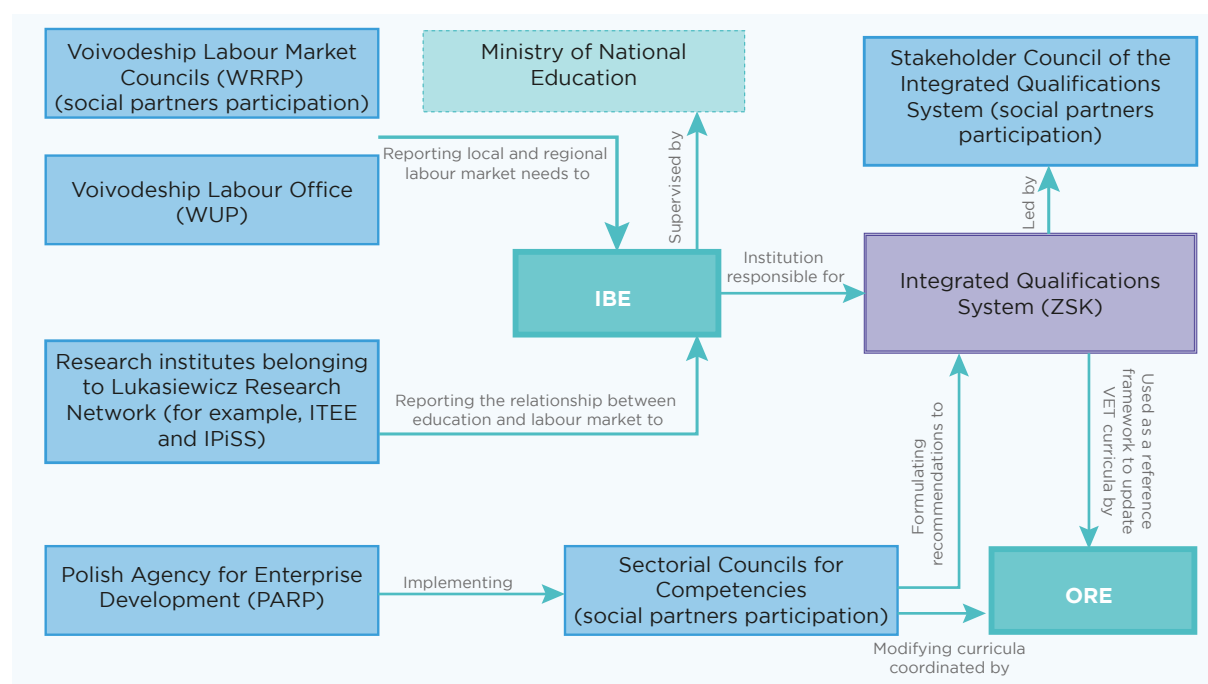 Voivodeship Labour Market
Councils (WRRP)
(social partners participation)
Ministry of National
Education
Stakeholder Council of the
Integrated Qualifications
System (social partners
participation)
Reporting local and regional
labour market needs to
Supervised by
Led by
Voivodeship Labour Office
(WUP)
IBE
Institution
responsible for
Integrated Qualifications
System (ZSK)
Research institutes belonging
to Lukasiewicz Research
Network (for example, ITEE
and IPiSS)
Reporting the relationship between
education and labour market to
Formulating
recommendations to
Used as a reference
framework to update
VET curricula by
Polish Agency for Enterprise
Development (PARP)
Implementing
Sectorial Councils for
Competencies
(social partners participation)
ORE
Modifying curricula
coordinated by